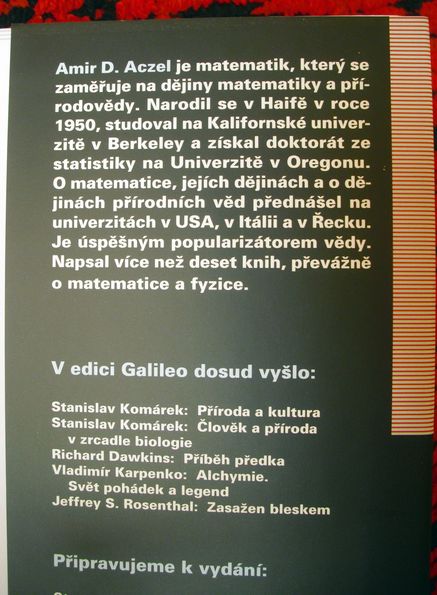 Amir D. Aczel je matematik, který se
zaměřuje na dějiny matematiky a pří-
rodovědy. Narodil se v Haifě v roce
1950, studoval na Kalifornské univer-
zitě v Berkeley a získal doktorát ze
statistiky na Univerzitě v Oregonu.
O matematice, jejích dějinách a o dě-
jinách přírodních věd přednášel na
univerzitách v USA, v Itálii a v Řecku.
Je úspěšným popularizátorem vědy.
Napsal více než deset knih, převážně
o matematice a fyzice.
V edici Galileo dosud vyšlo:
Stanislav Komárek: Příroda a kultura
Stanislav Komárek: Člověk a příroda
v zrcadle biologie
Richard Dawkins: Příběh předka
Vladimír Karpenko: Alchymie.
Svět pohádek a legend
Jeffrey S. Rosenthal: Zasažen bleskem
Připravujeme k vydání: